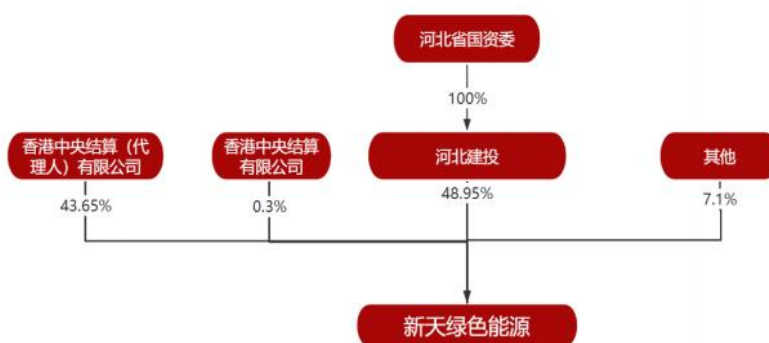 河北省国资委
100%
香港中央结算（代
理人）有限公司
香港中央结算
有限公司
河北建投
其他
43.65%
0.3%
48.95%
7.1%
新天绿色能源